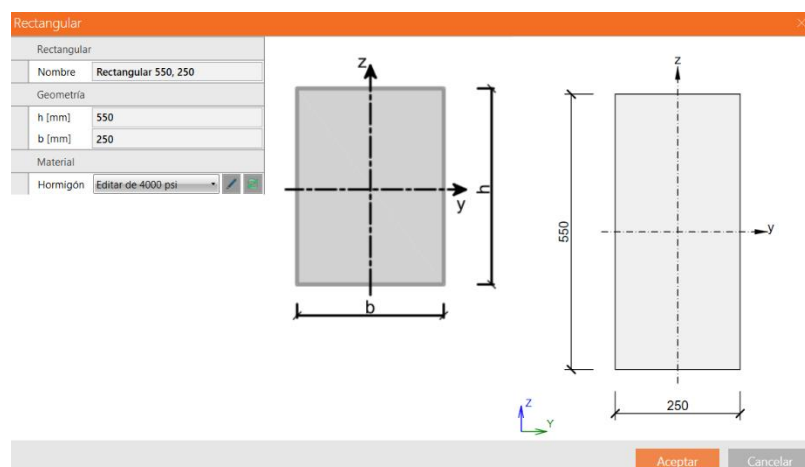 Rectangular
Rectangular
Nombre Rectangular 550, 250
Geometría
h [mm] 550
b [mm] 250
Material
Hormigón Editar de 4000 psi
z
y
h
b
z
y
550
250
Z
Y
Aceptar Cancelar